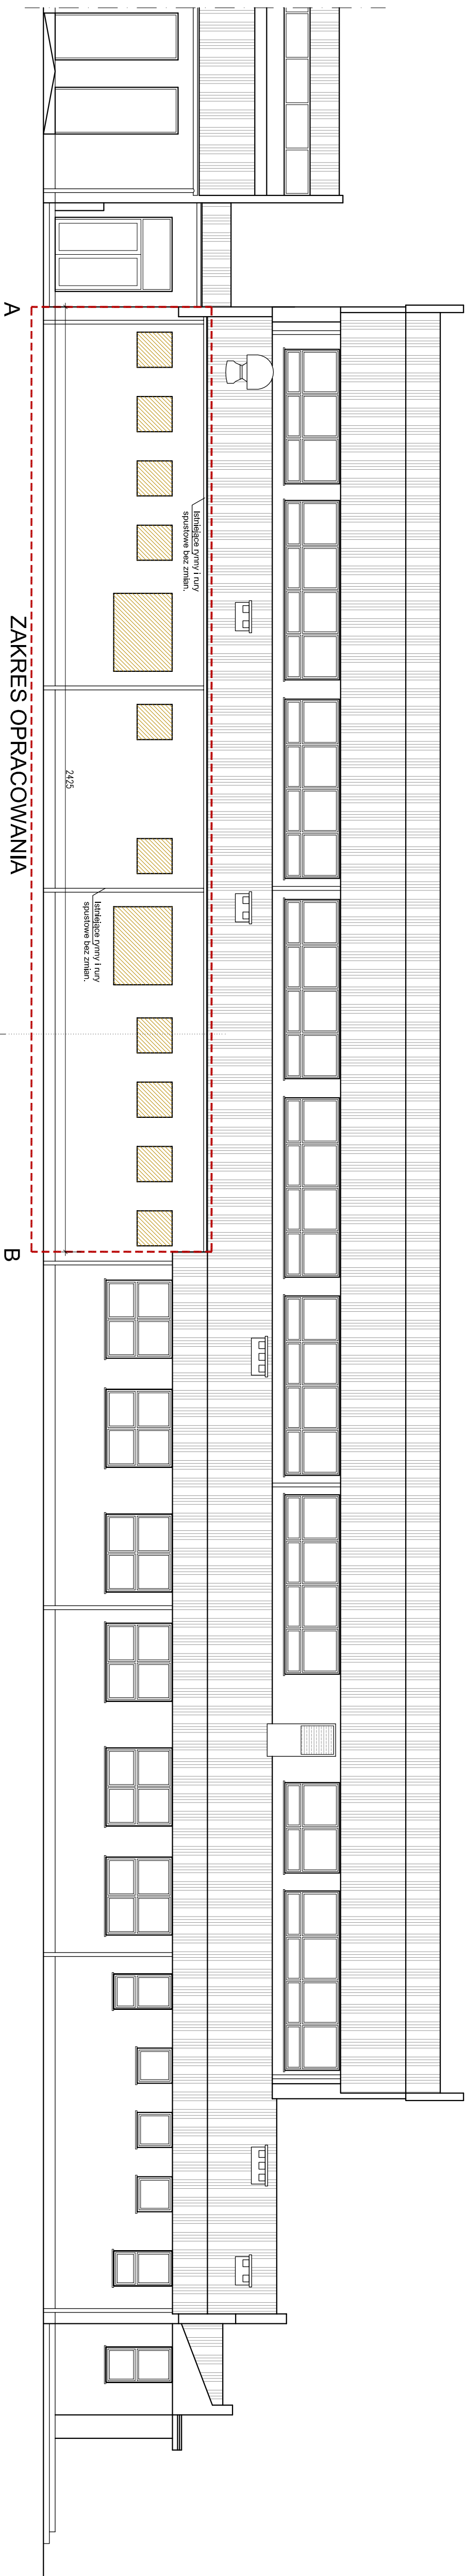 Istniejące rynny i rury
spustowe bez zmian.
Istniejące rynny i rury
spustowe bez zmian.
2425
A
B
ZAKRES OPRACOWANIA